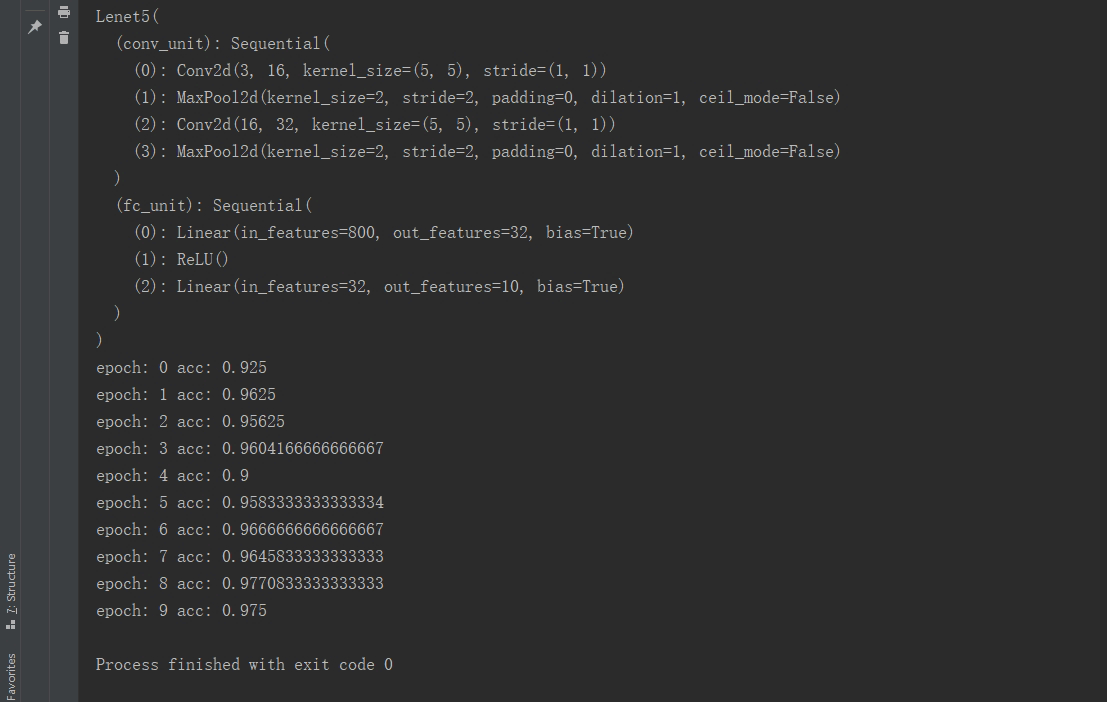 Lenet5(
  (conv_unit): Sequential(
    (0): Conv2d(3, 16, kernel_size=(5, 5), stride=(1, 1))
    (1): MaxPool2d(kernel_size=2, stride=2, padding=0, dilation=1, ceil_mode=False)
    (2): Conv2d(16, 32, kernel_size=(5, 5), stride=(1, 1))
    (3): MaxPool2d(kernel_size=2, stride=2, padding=0, dilation=1, ceil_mode=False)
  )
  (fc_unit): Sequential(
    (0): Linear(in_features=800, out_features=32, bias=True)
    (1): ReLU()
    (2): Linear(in_features=32, out_features=10, bias=True)
  )
)
epoch: 0 acc: 0.925
epoch: 1 acc: 0.9625
epoch: 2 acc: 0.95625
epoch: 3 acc: 0.9604166666666667
epoch: 4 acc: 0.9
epoch: 5 acc: 0.9583333333333334
epoch: 6 acc: 0.9666666666666667
epoch: 7 acc: 0.9645833333333333
epoch: 8 acc: 0.9770833333333333
epoch: 9 acc: 0.975
Process finished with exit code 0
7: Structure
Favorites